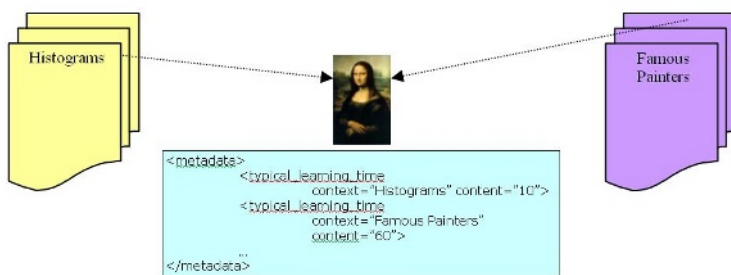 Histograms
Famous
Painters
<metadata>
<typical_learning_time
context="Histograms" content="10">
<typical_learning_time
context="Famous Painters"
content="60">
...
</metadata>